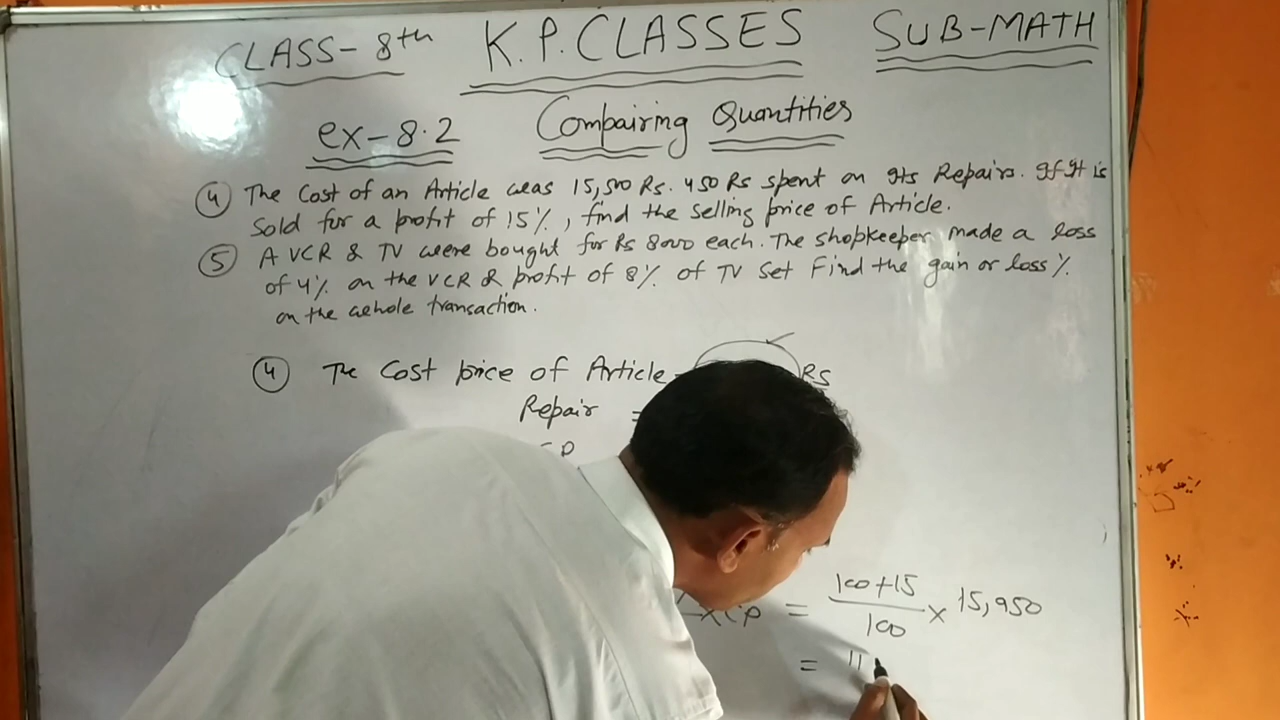 CLASS-8th K.P.CLASSES SUB-MATH
ex-8.2 Compairing Quantities
④ The Cost of an Article was 15,500 Rs. 450 Rs spent on Its Repairs. If It is
Sold for a profit of 15%, find the selling price of Article.
⑤ A VCR & TV were bought for Rs 8000 each. The shopkeeper made a loss
of 4% on the VCR & profit of 8% of TV Set Find the gain or loss %
on the whole transaction.
④ The Cost price of Article RS
Repair =
P
xCP = 100+15/100 × 15,950
= 11